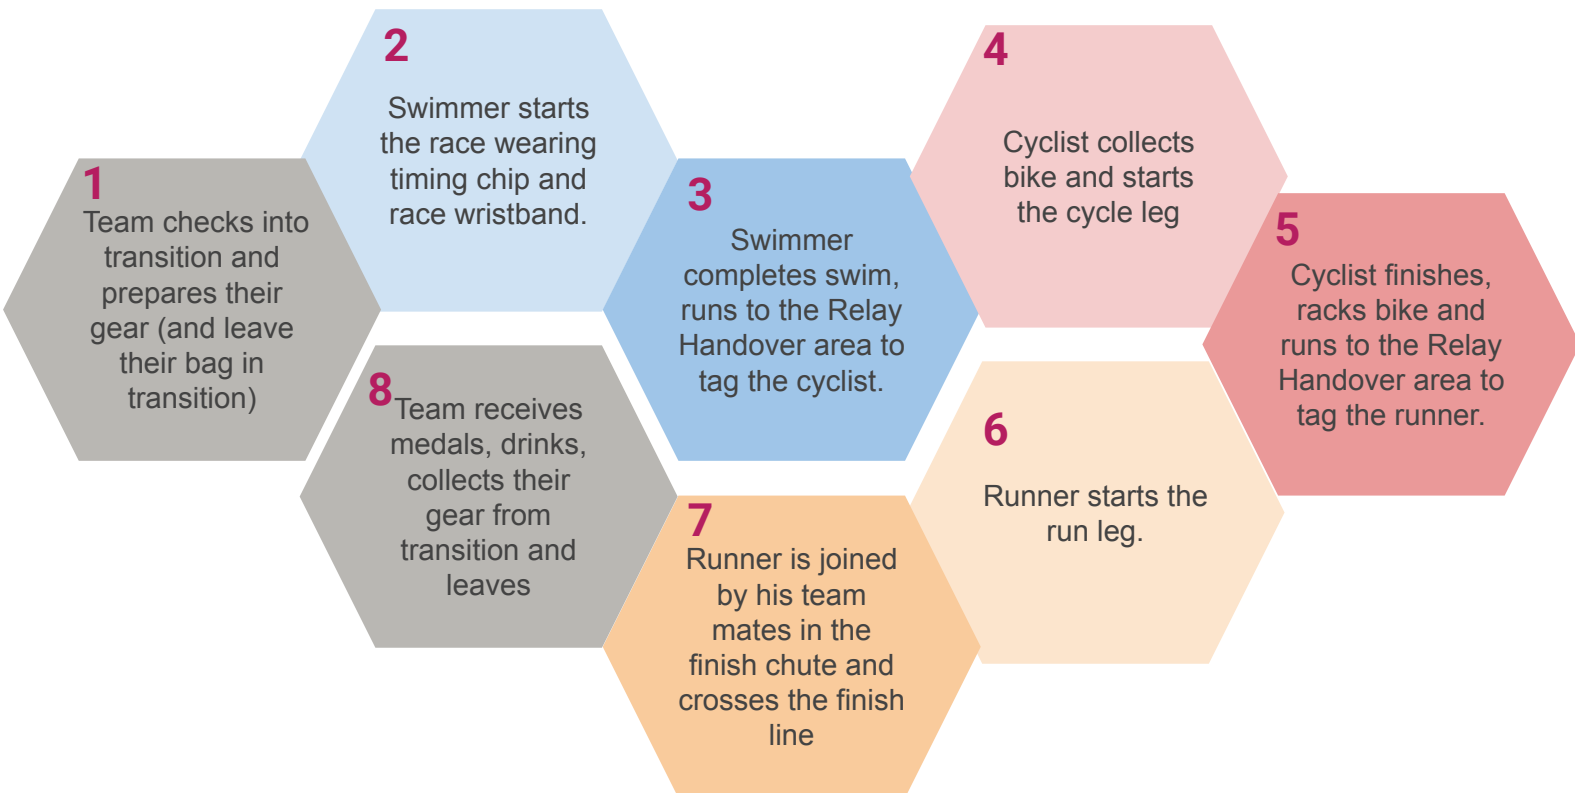 1
Team checks into
transition and
prepares their
gear (and leave
their bag in
transition)
2
Swimmer starts
the race wearing
timing chip and
race wristband.
3
Swimmer
completes swim,
runs to the Relay
Handover area to
tag the cyclist.
4
Cyclist collects
bike and starts
the cycle leg
5
Cyclist finishes,
racks bike and
runs to the Relay
Handover area to
tag the runner.
6
Runner starts the
run leg.
7
Runner is joined
by his team
mates in the
finish chute and
crosses the finish
line
8
Team receives
medals, drinks,
collects their
gear from
transition and
leaves